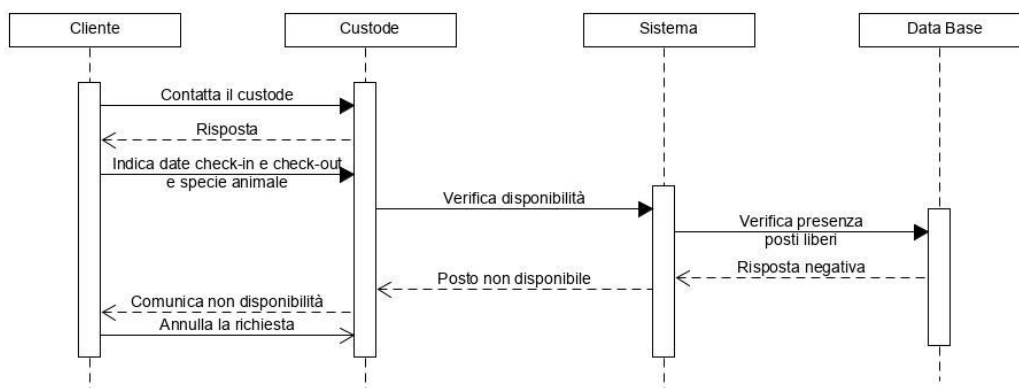 Cliente
Custode
Sistema
Data Base
Contatta il custode
Risposta
Indica date check-in e check-out
e specie animale
Verifica disponibilità
Verifica presenza
posti liberi
Risposta negativa
Posto non disponibile
Comunica non disponibilità
Annulla la richiesta